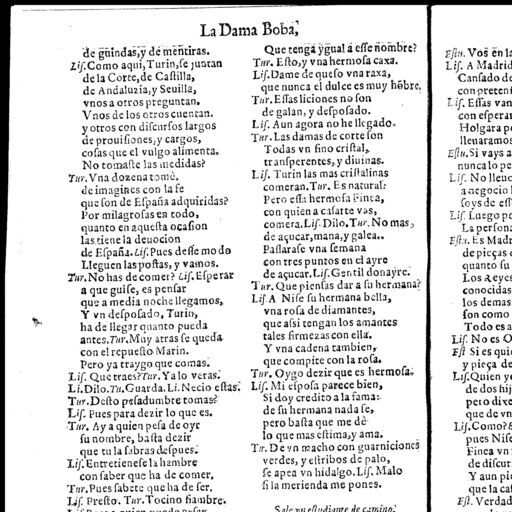 La Dama Boba,
de guindas, y de mentiras.
Lis. Como aqui, Turin, se juntan
de la Corte, de Castilla,
de Andaluzia, y Seuilla,
vnos a otros preguntan.
Vnos de los otros cuentan.
y otros con discursos largos
de prouisiones, y cargos,
cosas que el vulgo alimenta.
No tomaste las medidas?
Tur. Vna dozena tomè.
de imagines con la fe
que son de España adquiridas?
Por milagrosas en todo,
quanto en aquesta ocasion
las tiene la deuocion
de España. Lis. Pues desse modo
Lleguen las postas, y vamos.
Tur. No has de comer? Lis. Esperar
a que guise, es pensar
que a media noche llegamos,
Y vn desposado, Turin,
ha de llegar quanto pueda
antes. Tur. Muy atras se queda
con el repuesto Marin.
Pero ya traygo que comas.
Lis. Que traes? Tur. Ya lo veras.
Li. Dilo. Tu. Guarda. Li. Necio estas.
Tur. Desto pesadumbre tomas?
Lis. Pues para dezir lo que es.
Tur. Ay a quien pesa de oyr
su nombre, basta dezir
que tu la sabras despues.
Lis. Entretienese la hambre
con saber que ha de comer.
Tur. Pues sabete que ha de ser.
Lis. Presto. Tur. Tocino fiambre.
Que tenga ygual a esse nombre?
Tur. Esto, y vna hermosa caxa.
Lis. Dame de queso vna raxa,
que nunca el dulce es muy hõbre.
Tur. Essas liciones no son
de galan, y desposado.
Lis. Aun agora no he llegado.
Tur. Las damas de corte son
Todas vn fino cristal,
transperentes, y diuinas.
Lis. Turin las mas cristalinas
comeran. Tur. Es natural:
Pero essa hermosa Finea,
con quien a casarte vas,
comera. Lis. Dilo. Tur. No mas,
de açucar, mana, y galea.
Passarase vna semana
con tres puntos en el ayre
de açucar. Lis. Gentil donayre.
Tur. Que piensas dar a su hermana?
Lis. A Nise su hermana bella,
vna rosa de diamantes,
que assi tengan los amantes
tales firmezas con ella.
Y vna cadena tambien,
que compite con la rosa.
Tur. Oygo dezir que es hermosa.
Lis. Mi esposa parece bien,
Si doy credito a la fama:
de su hermana nada se,
pero basta que me dè
lo que mas estima, y ama.
Tr. De vn macho con guarniciones
verdes, y estribos de palo,
se apea vn hidalgo. Lis. Malo
si la merienda me pones.
Sale vn estudiante de camino.
Estu. Vos en la
Lis. A Madrid
Cansado de
con preten
Lis. Essas van
con esperan
Holgara po
lleuaramos
Estu. Si vays a
nunca lo pe
Lis. No lleuo
a negocio
soys de esse
Lis. Luego pe
La persona
Estu. Es Mad
de pieças
quanto su
Los Reyes
conocidas
los demas
son como
Todo es a
Lis. No es O
Est Si es qui
y pieça de
Lis. Quien y
de dos hij
pero dixe
que de vn
Lis. Como? E
pues Nise
Finea vn
de discur
Y aun pie
que la cas
Est. Verdad